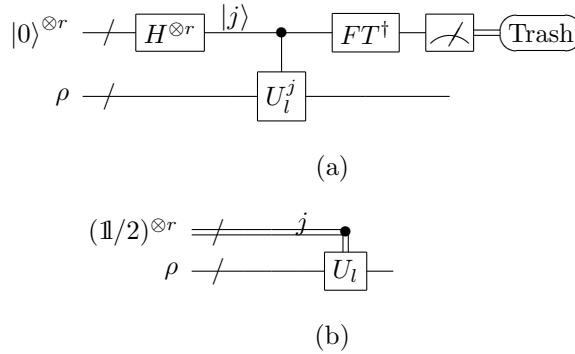 |0⟩^{⊗r} H^{⊗r} |j⟩ FT^† Trash
ρ U_l^j
(a)
(𝟙/2)^{⊗r} j
ρ U_l
(b)